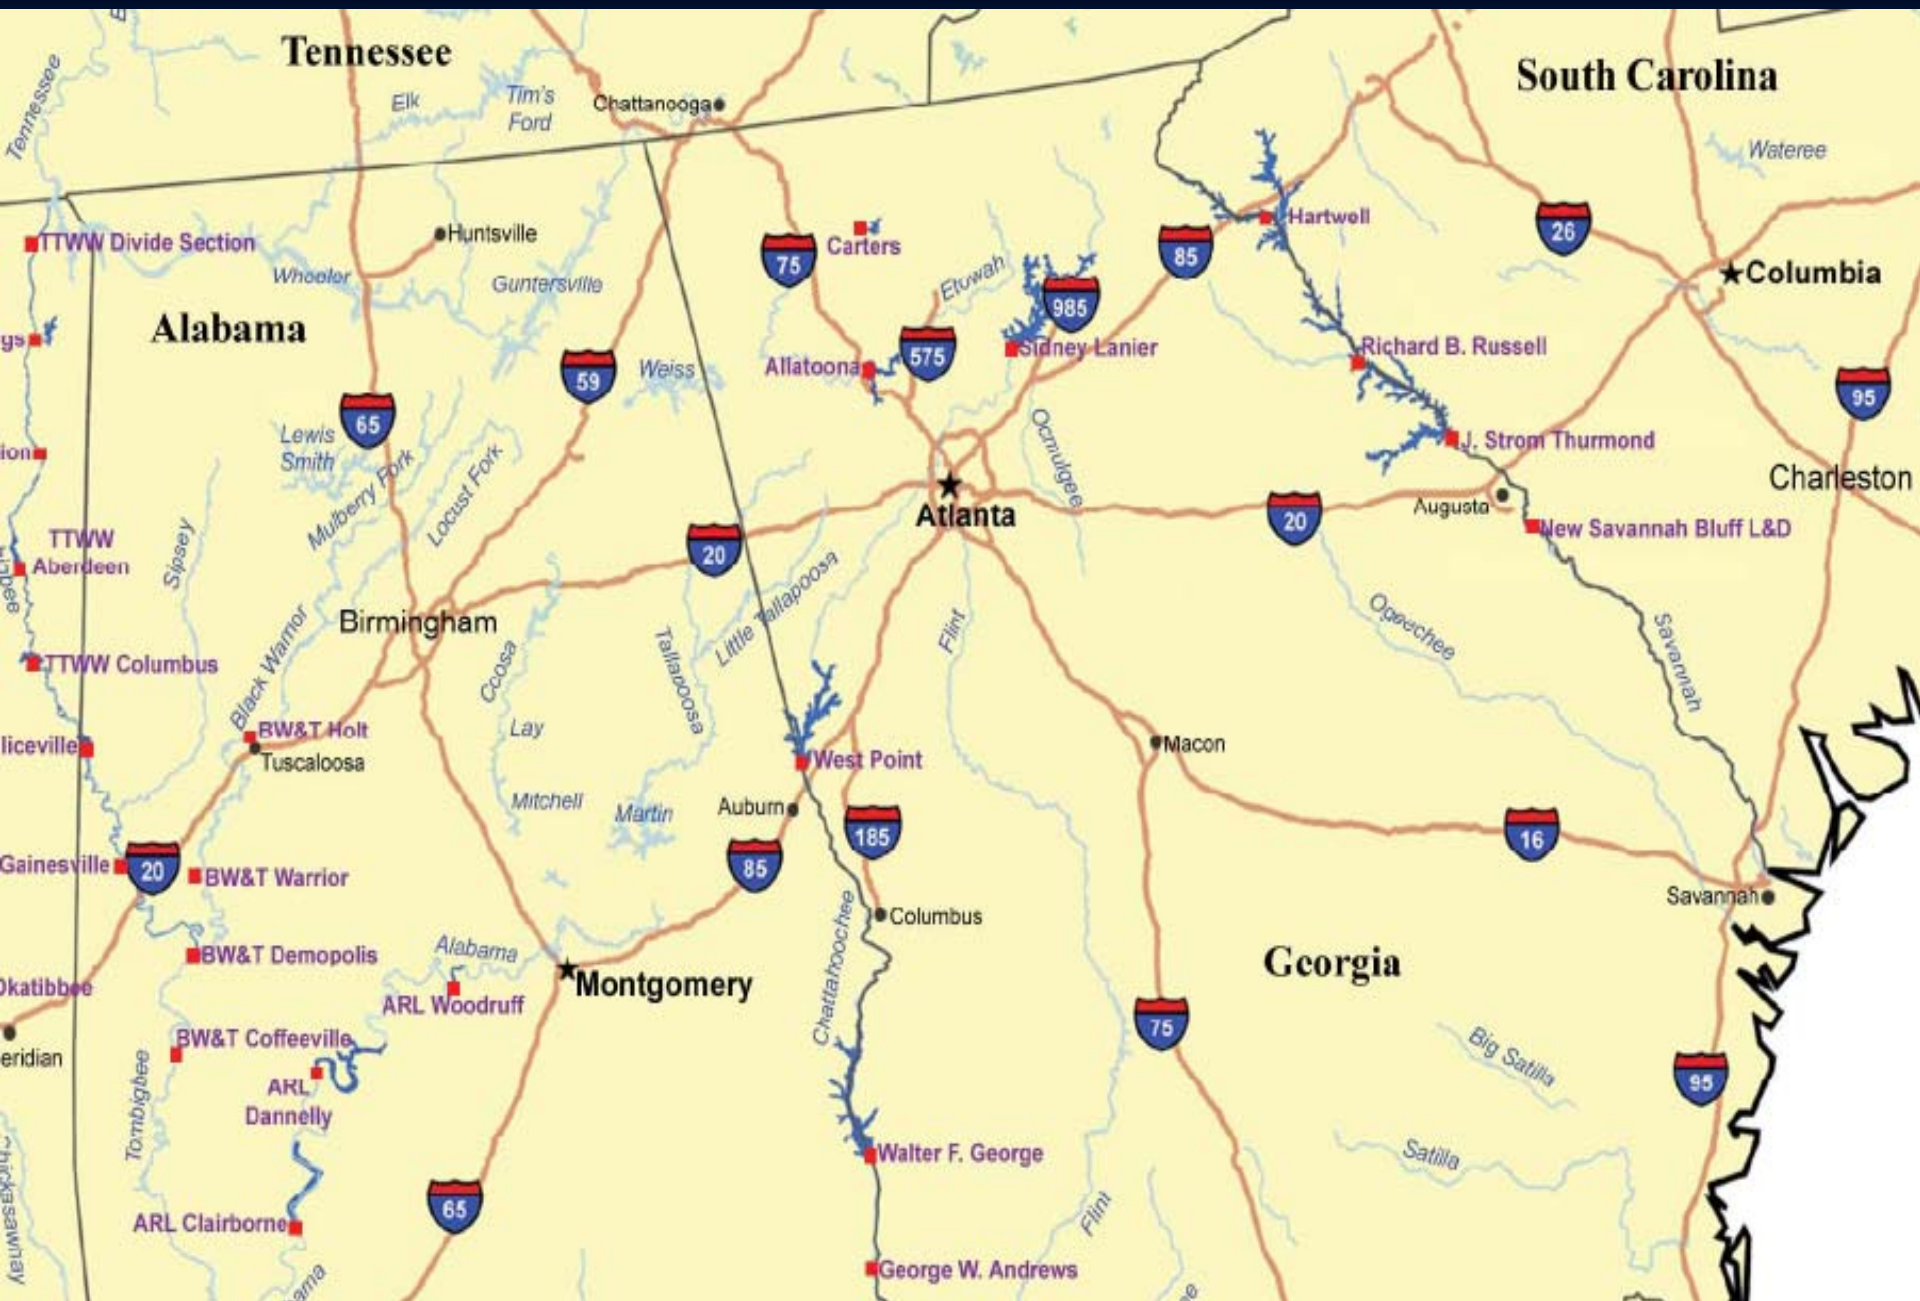 Tennessee
South Carolina
Tennessee
Elk
Tim's
Ford
Chattanooga
Wateree
TTWW Divide Section
Huntsville
Wheeler
Guntersville
75
Carters
85
Hartwell
26
Columbia
Etowah
985
Alabama
Sidney Lanier
Richard B. Russell
575
Allatoona
59
Weiss
95
65
Lewis
Smith
Mulberry Fork
Locust Fork
Ocmulgee
J. Strom Thurmond
Charleston
Atlanta
20
Augusta
New Savannah Bluff L&D
20
Sipsey
TTWW
Aberdeen
Little Tallapoosa
Birmingham
Black Warrior
Coosa
Tallapoosa
Flint
Ogeechee
Savannah
TTWW Columbus
BW&T Holt
Tuscaloosa
liceville
Lay
Mitchell
Martin
West Point
Macon
Auburn
185
16
85
Gainesville
20
BW&T Warrior
Savannah
Columbus
Chattahoochee
BW&T Demopolis
Alabama
Montgomery
Georgia
Okatibbee
ARL Woodruff
75
eridian
BW&T Coffeeville
Big Satilla
95
ARL
Dannelly
Tombigbee
Walter F. George
Satilla
Chickasawhay
ARL Clairborne
65
Flint
George W. Andrews